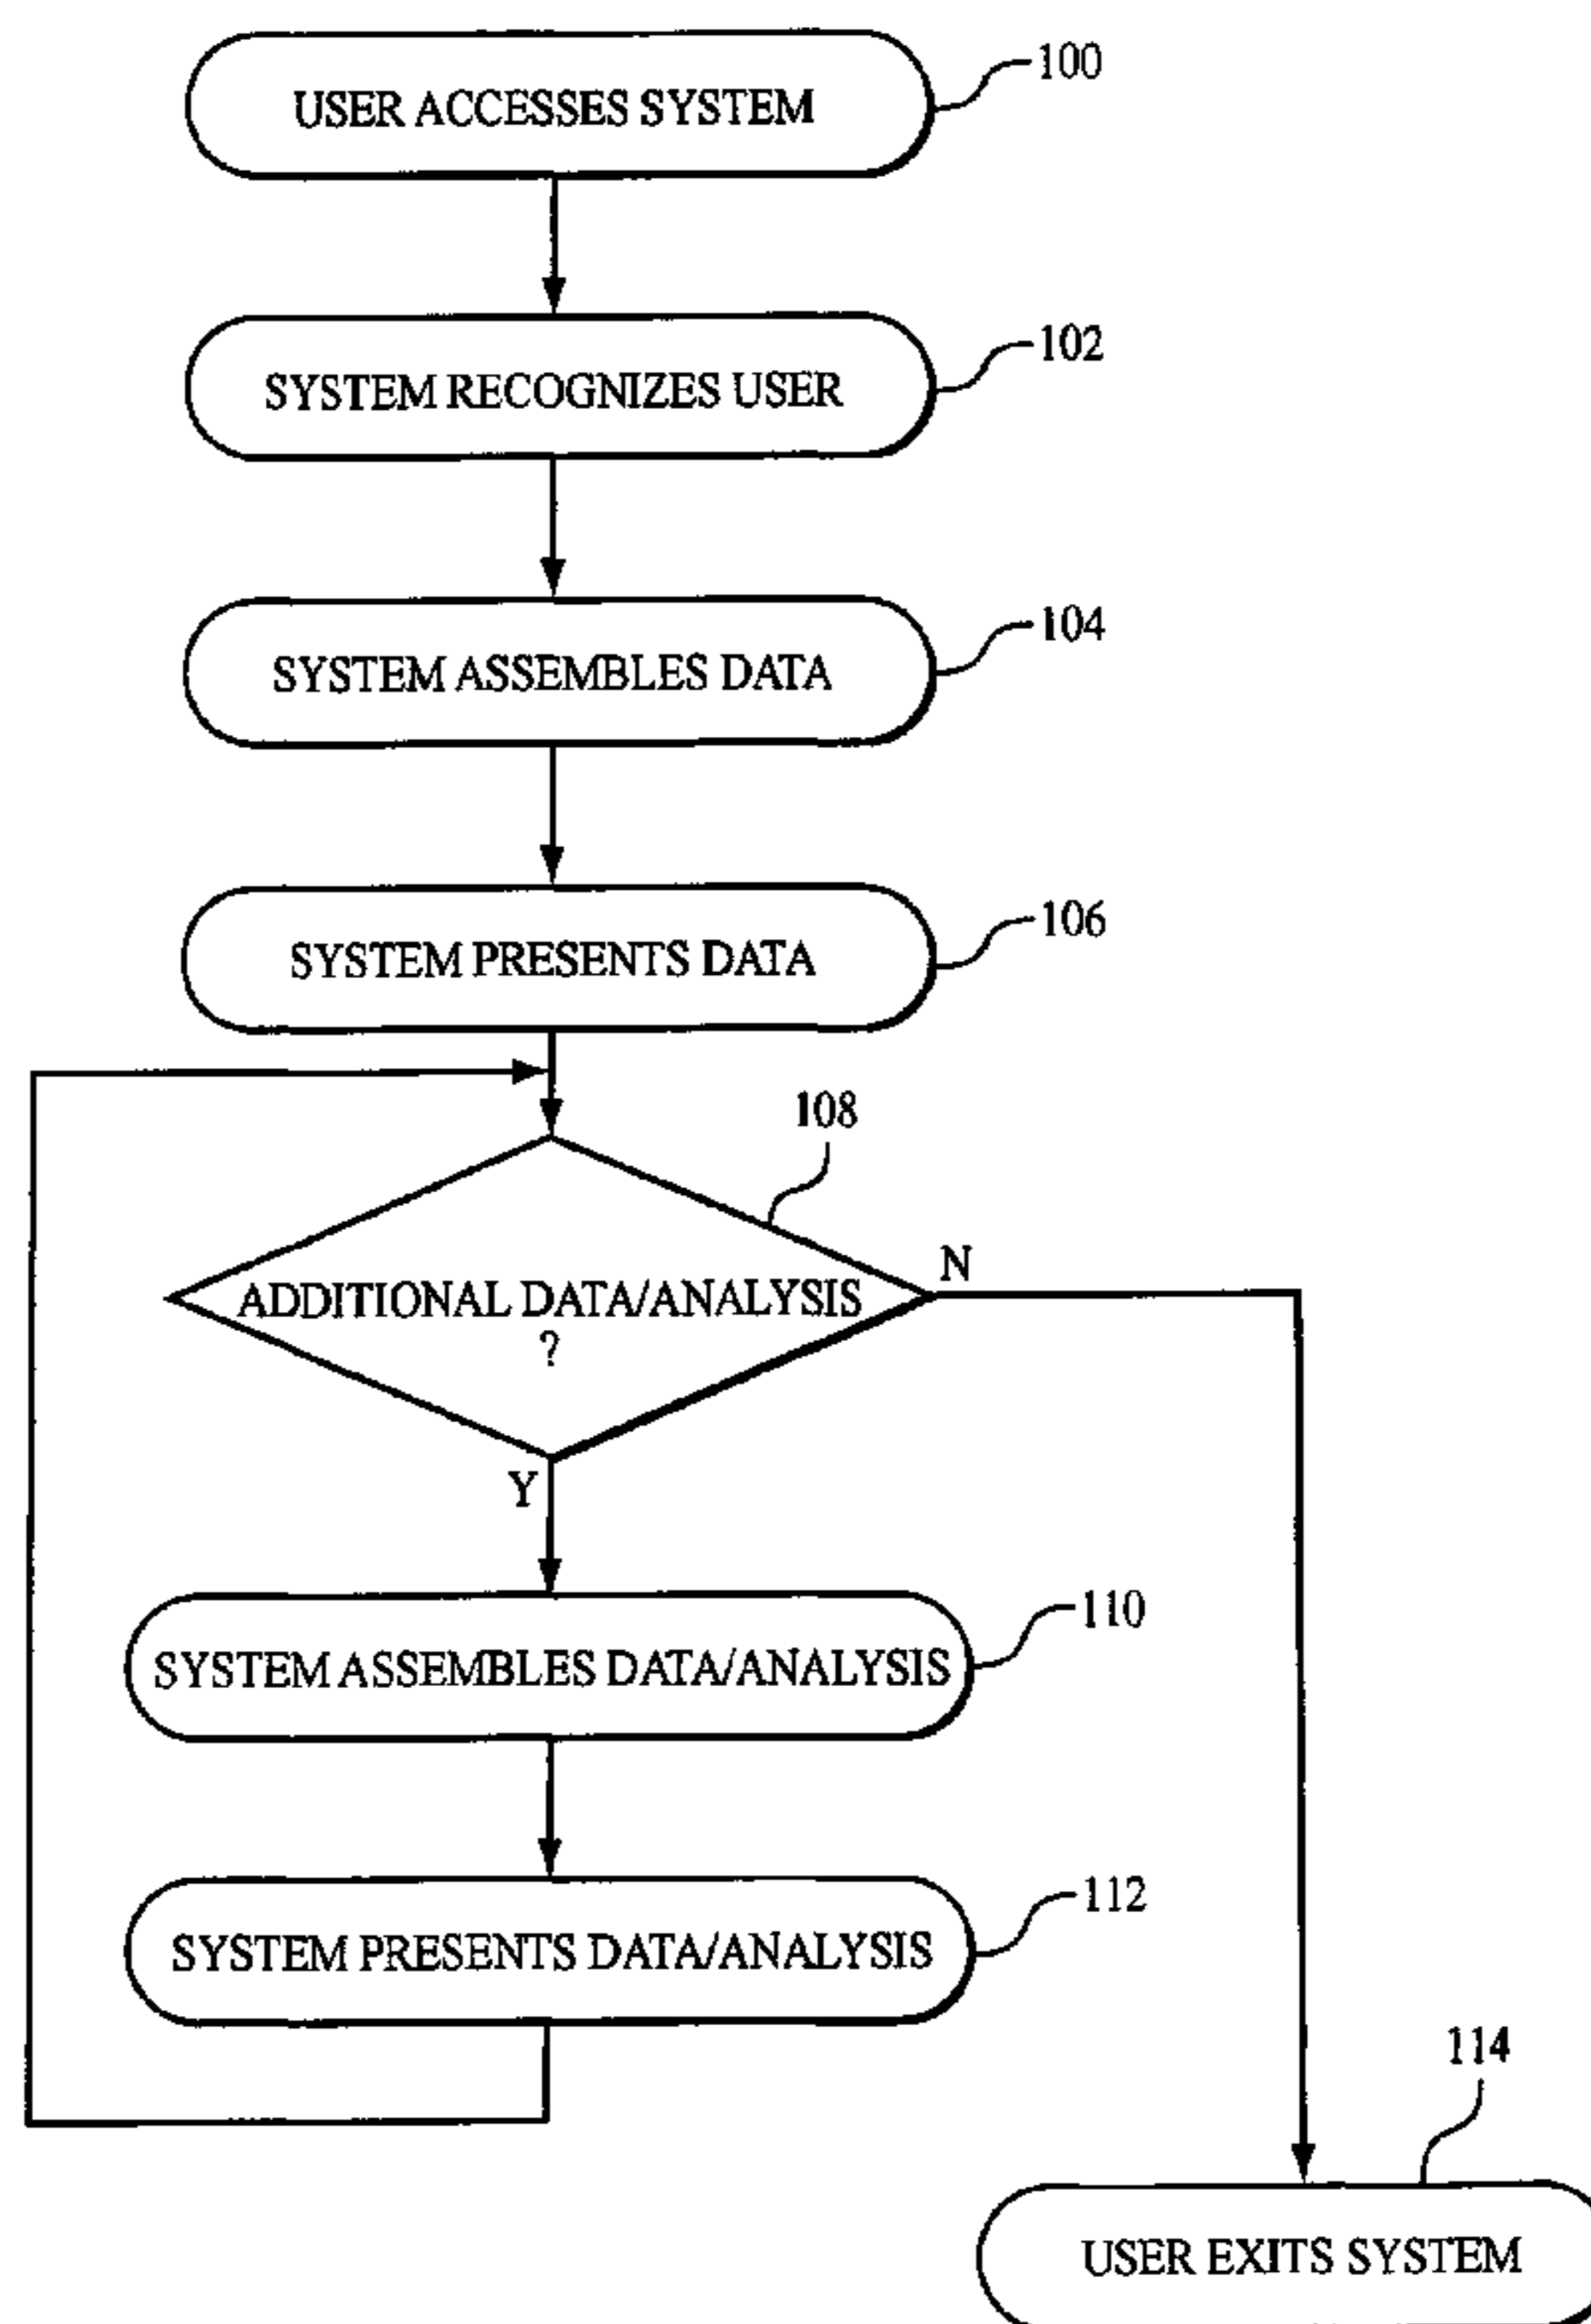 USER ACCESSES SYSTEM
100
SYSTEM RECOGNIZES USER
102
SYSTEM ASSEMBLES DATA
104
SYSTEM PRESENTS DATA
106
108
ADDITIONAL DATA/ANALYSIS
?
N
Y
SYSTEM ASSEMBLES DATA/ANALYSIS
110
SYSTEM PRESENTS DATA/ANALYSIS
112
114
USER EXITS SYSTEM